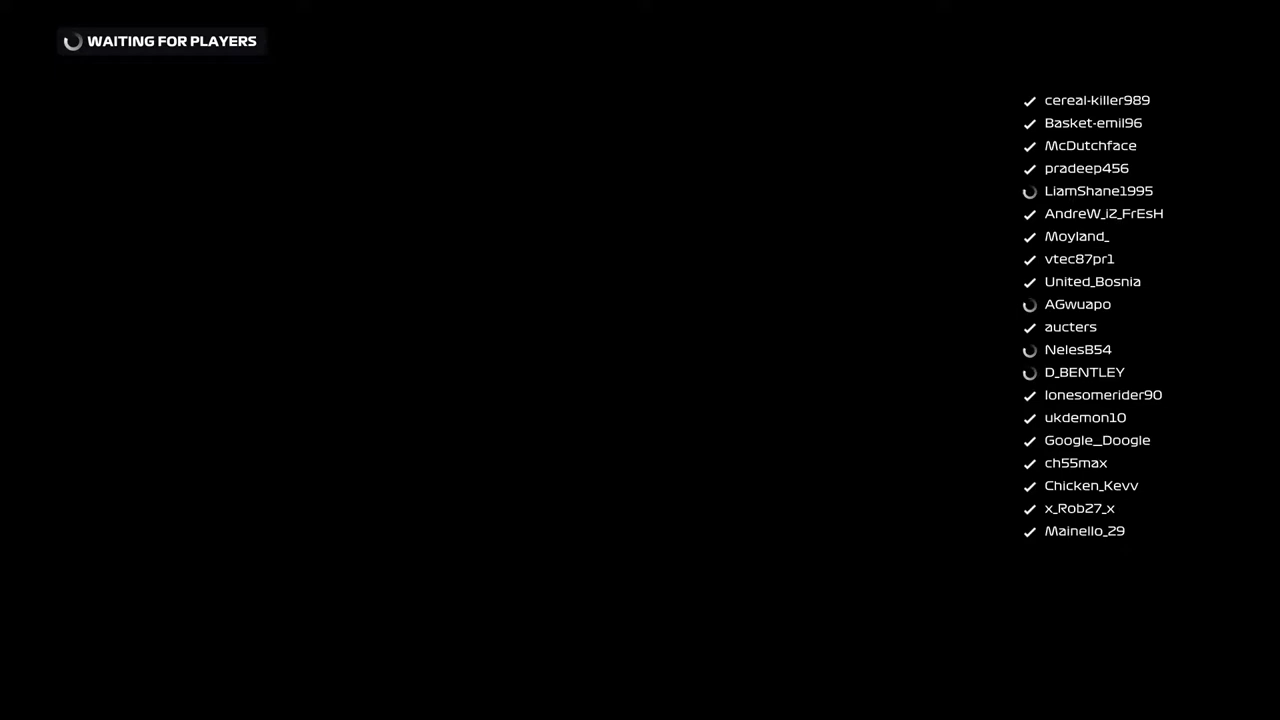 WAITING FOR PLAYERS
cereal-killer989
Basket-emil96
McDutchface
pradeep456
LiamShane1995
AndreW_iZ_FrEsH
Moyland_
vtec87pr1
United_Bosnia
AGwuapo
aucters
NelesB54
D_BENTLEY
lonesomerider90
ukdemon10
Google__Doogle
ch55max
Chicken_Kevv
x_Rob27_x
Mainello_29